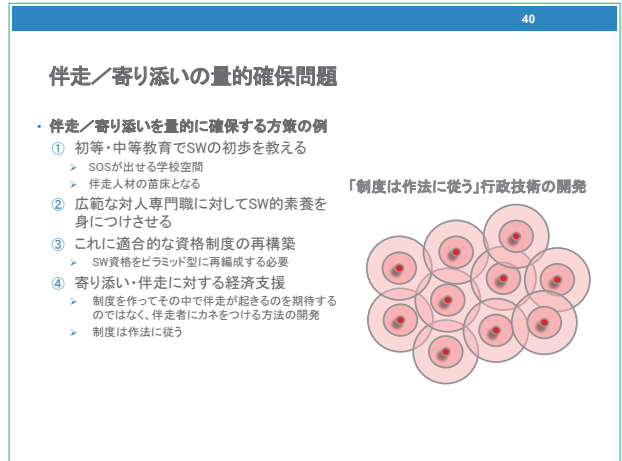 40
伴走／寄り添いの量的確保問題
・ 伴走／寄り添いを量的に確保する方策の例
① 初等・中等教育でSWの初歩を教える
➢ SOSが出せる学校空間
➢ 伴走人材の苗床となる
② 広範な対人専門職に対してSW的素養を
身につけさせる
③ これに適合的な資格制度の再構築
➢ SW資格をピラミッド型に再編成する必要
④ 寄り添い・伴走に対する経済支援
➢ 制度を作ってその中で伴走が起きるのを期待する
のではなく、伴走者にカネをつける方法の開発
➢ 制度は作法に従う
「制度は作法に従う」行政技術の開発